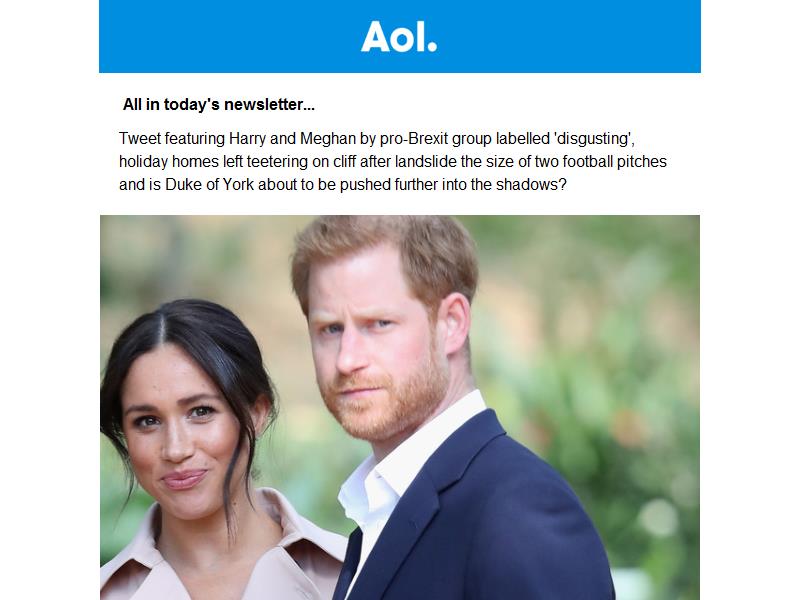 Aol.
All in today's newsletter...
Tweet featuring Harry and Meghan by pro-Brexit group labelled 'disgusting',
holiday homes left teetering on cliff after landslide the size of two football pitches
and is Duke of York about to be pushed further into the shadows?